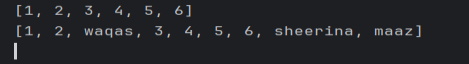 [1, 2, 3, 4, 5, 6]
[1, 2, waqas, 3, 4, 5, 6, sheerina, maaz]